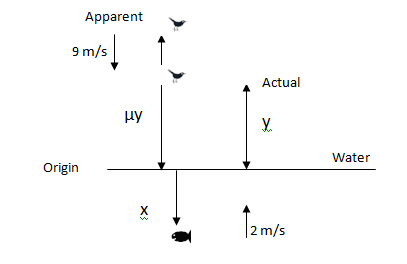 Apparent
9 m/s
Actual
μy
y
Water
Origin
x
2 m/s